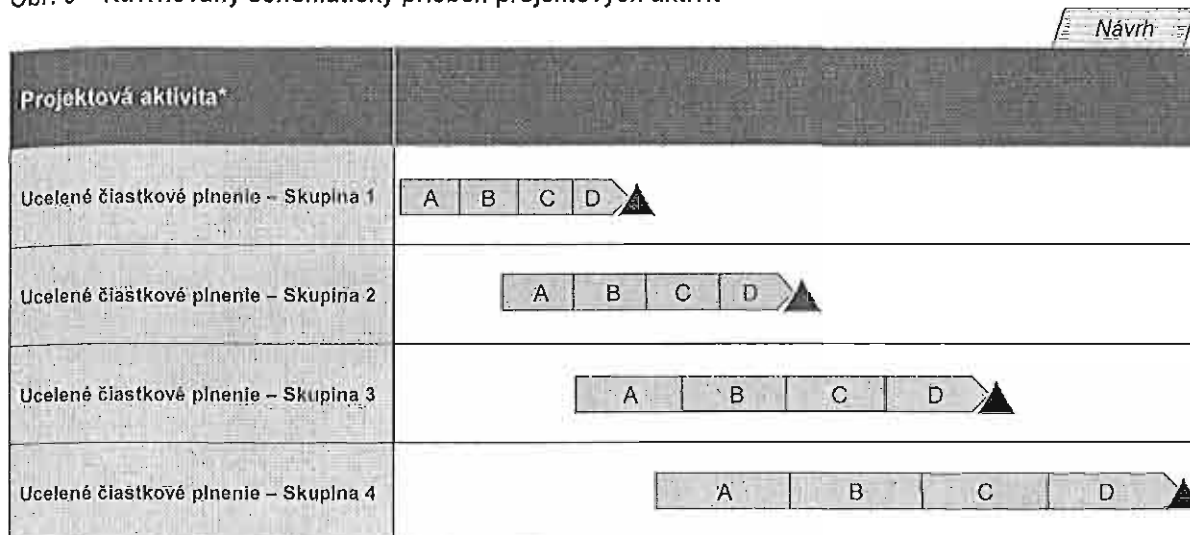 Návrh
Projektová aktivita*
Ucelené čiastkové plnenie – Skupina 1
A B C D
Ucelené čiastkové plnenie – Skupina 2
A B C D
Ucelené čiastkové plnenie – Skupina 3
A B C D
Ucelené čiastkové plnenie – Skupina 4
A B C D